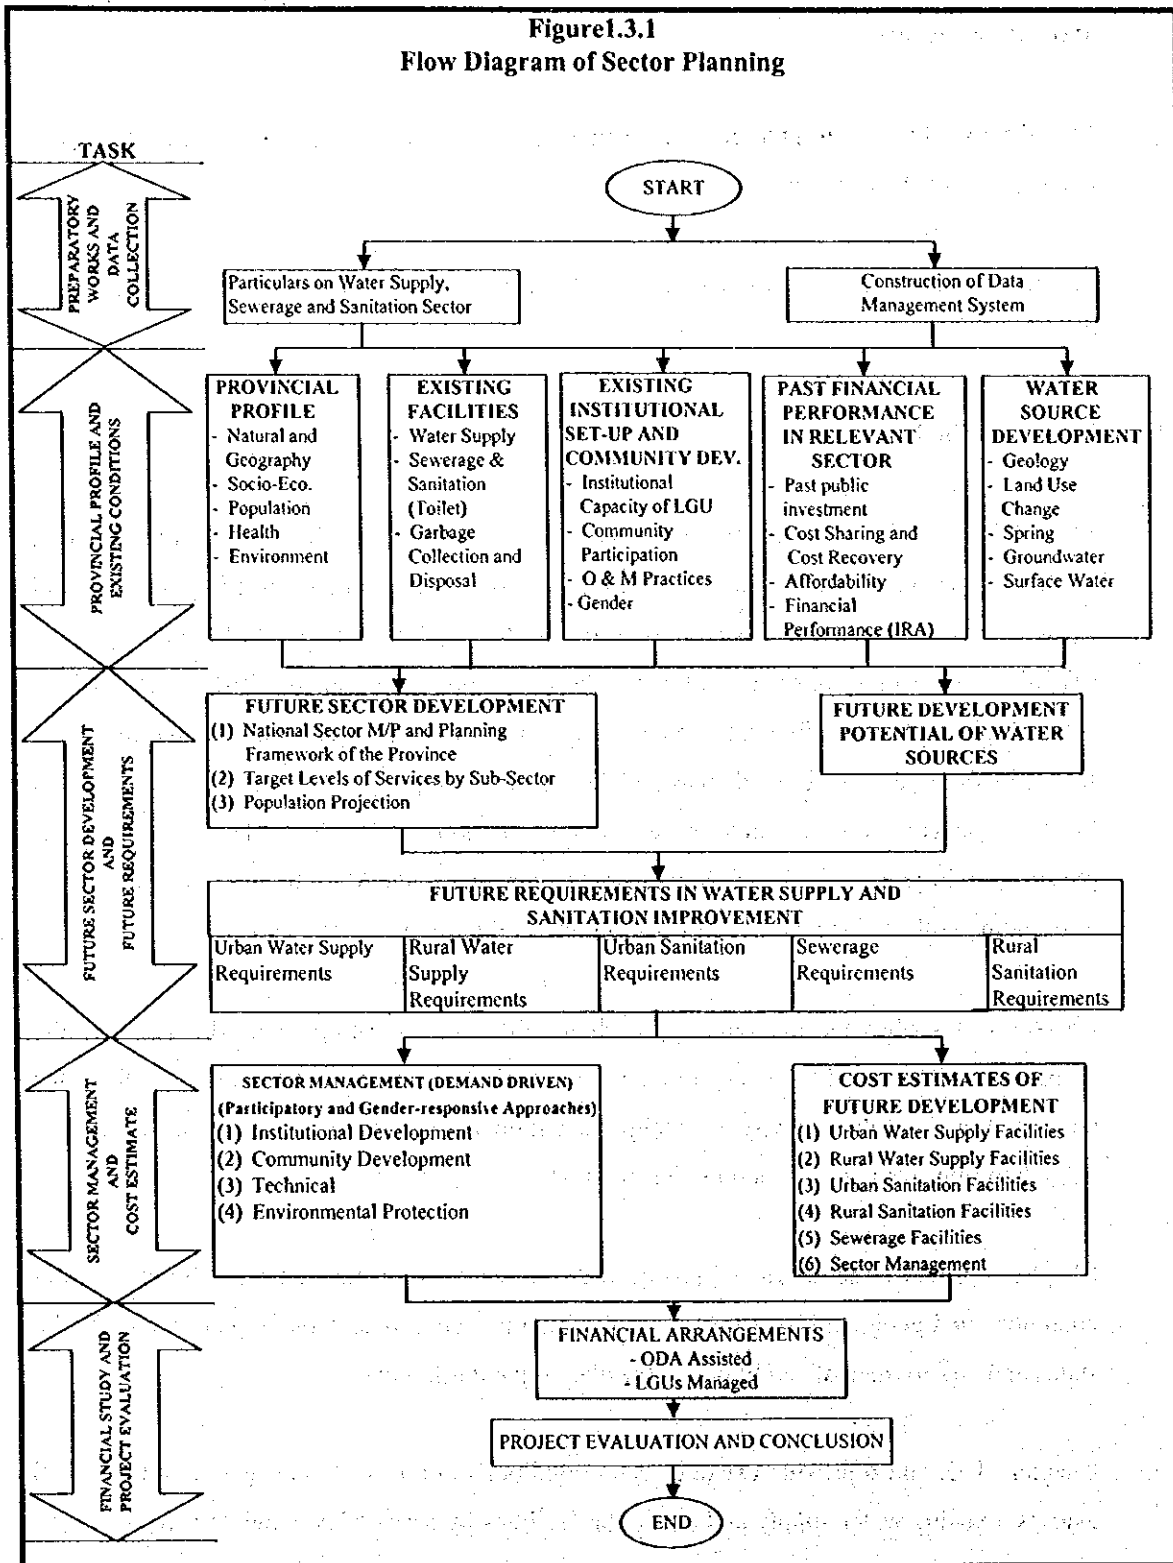 Figure1.3.1
Flow Diagram of Sector Planning
TASK
PREPARATORY
WORKS AND
DATA
COLLECTION
START
Particulars on Water Supply,
Sewerage and Sanitation Sector
Construction of Data
Management System
PROVINCIAL PROFILE AND
EXISTING CONDITIONS
PROVINCIAL
PROFILE
- Natural and
Geography
- Socio-Eco.
- Population
- Health
- Environment
EXISTING
FACILITIES
- Water Supply
- Sewerage &
Sanitation
(Toilet)
- Garbage
Collection and
Disposal
EXISTING
INSTITUTIONAL
SET-UP AND
COMMUNITY DEV.
- Institutional
Capacity of LGU
- Community
Participation
- O & M Practices
- Gender
PAST FINANCIAL
PERFORMANCE
IN RELEVANT
SECTOR
- Past public
investment
- Cost Sharing and
Cost Recovery
- Affordability
- Financial
Performance (IRA)
WATER
SOURCE
DEVELOPMENT
- Geology
- Land Use
Change
- Spring
- Groundwater
- Surface Water
FUTURE SECTOR DEVELOPMENT
AND
FUTURE REQUIREMENTS
FUTURE SECTOR DEVELOPMENT
(1) National Sector M/P and Planning
Framework of the Province
(2) Target Levels of Services by Sub-Sector
(3) Population Projection
FUTURE DEVELOPMENT
POTENTIAL OF WATER
SOURCES
FUTURE REQUIREMENTS IN WATER SUPPLY AND
SANITATION IMPROVEMENT
Urban Water Supply
Requirements
Rural Water
Supply
Requirements
Urban Sanitation
Requirements
Sewerage
Requirements
Rural
Sanitation
Requirements
SECTOR MANAGEMENT
AND
COST ESTIMATE
SECTOR MANAGEMENT (DEMAND DRIVEN)
(Participatory and Gender-responsive Approaches)
(1) Institutional Development
(2) Community Development
(3) Technical
(4) Environmental Protection
COST ESTIMATES OF
FUTURE DEVELOPMENT
(1) Urban Water Supply Facilities
(2) Rural Water Supply Facilities
(3) Urban Sanitation Facilities
(4) Rural Sanitation Facilities
(5) Sewerage Facilities
(6) Sector Management
FINANCIAL STUDY AND
PROJECT EVALUATION
FINANCIAL ARRANGEMENTS
- ODA Assisted
- LGUs Managed
PROJECT EVALUATION AND CONCLUSION
END